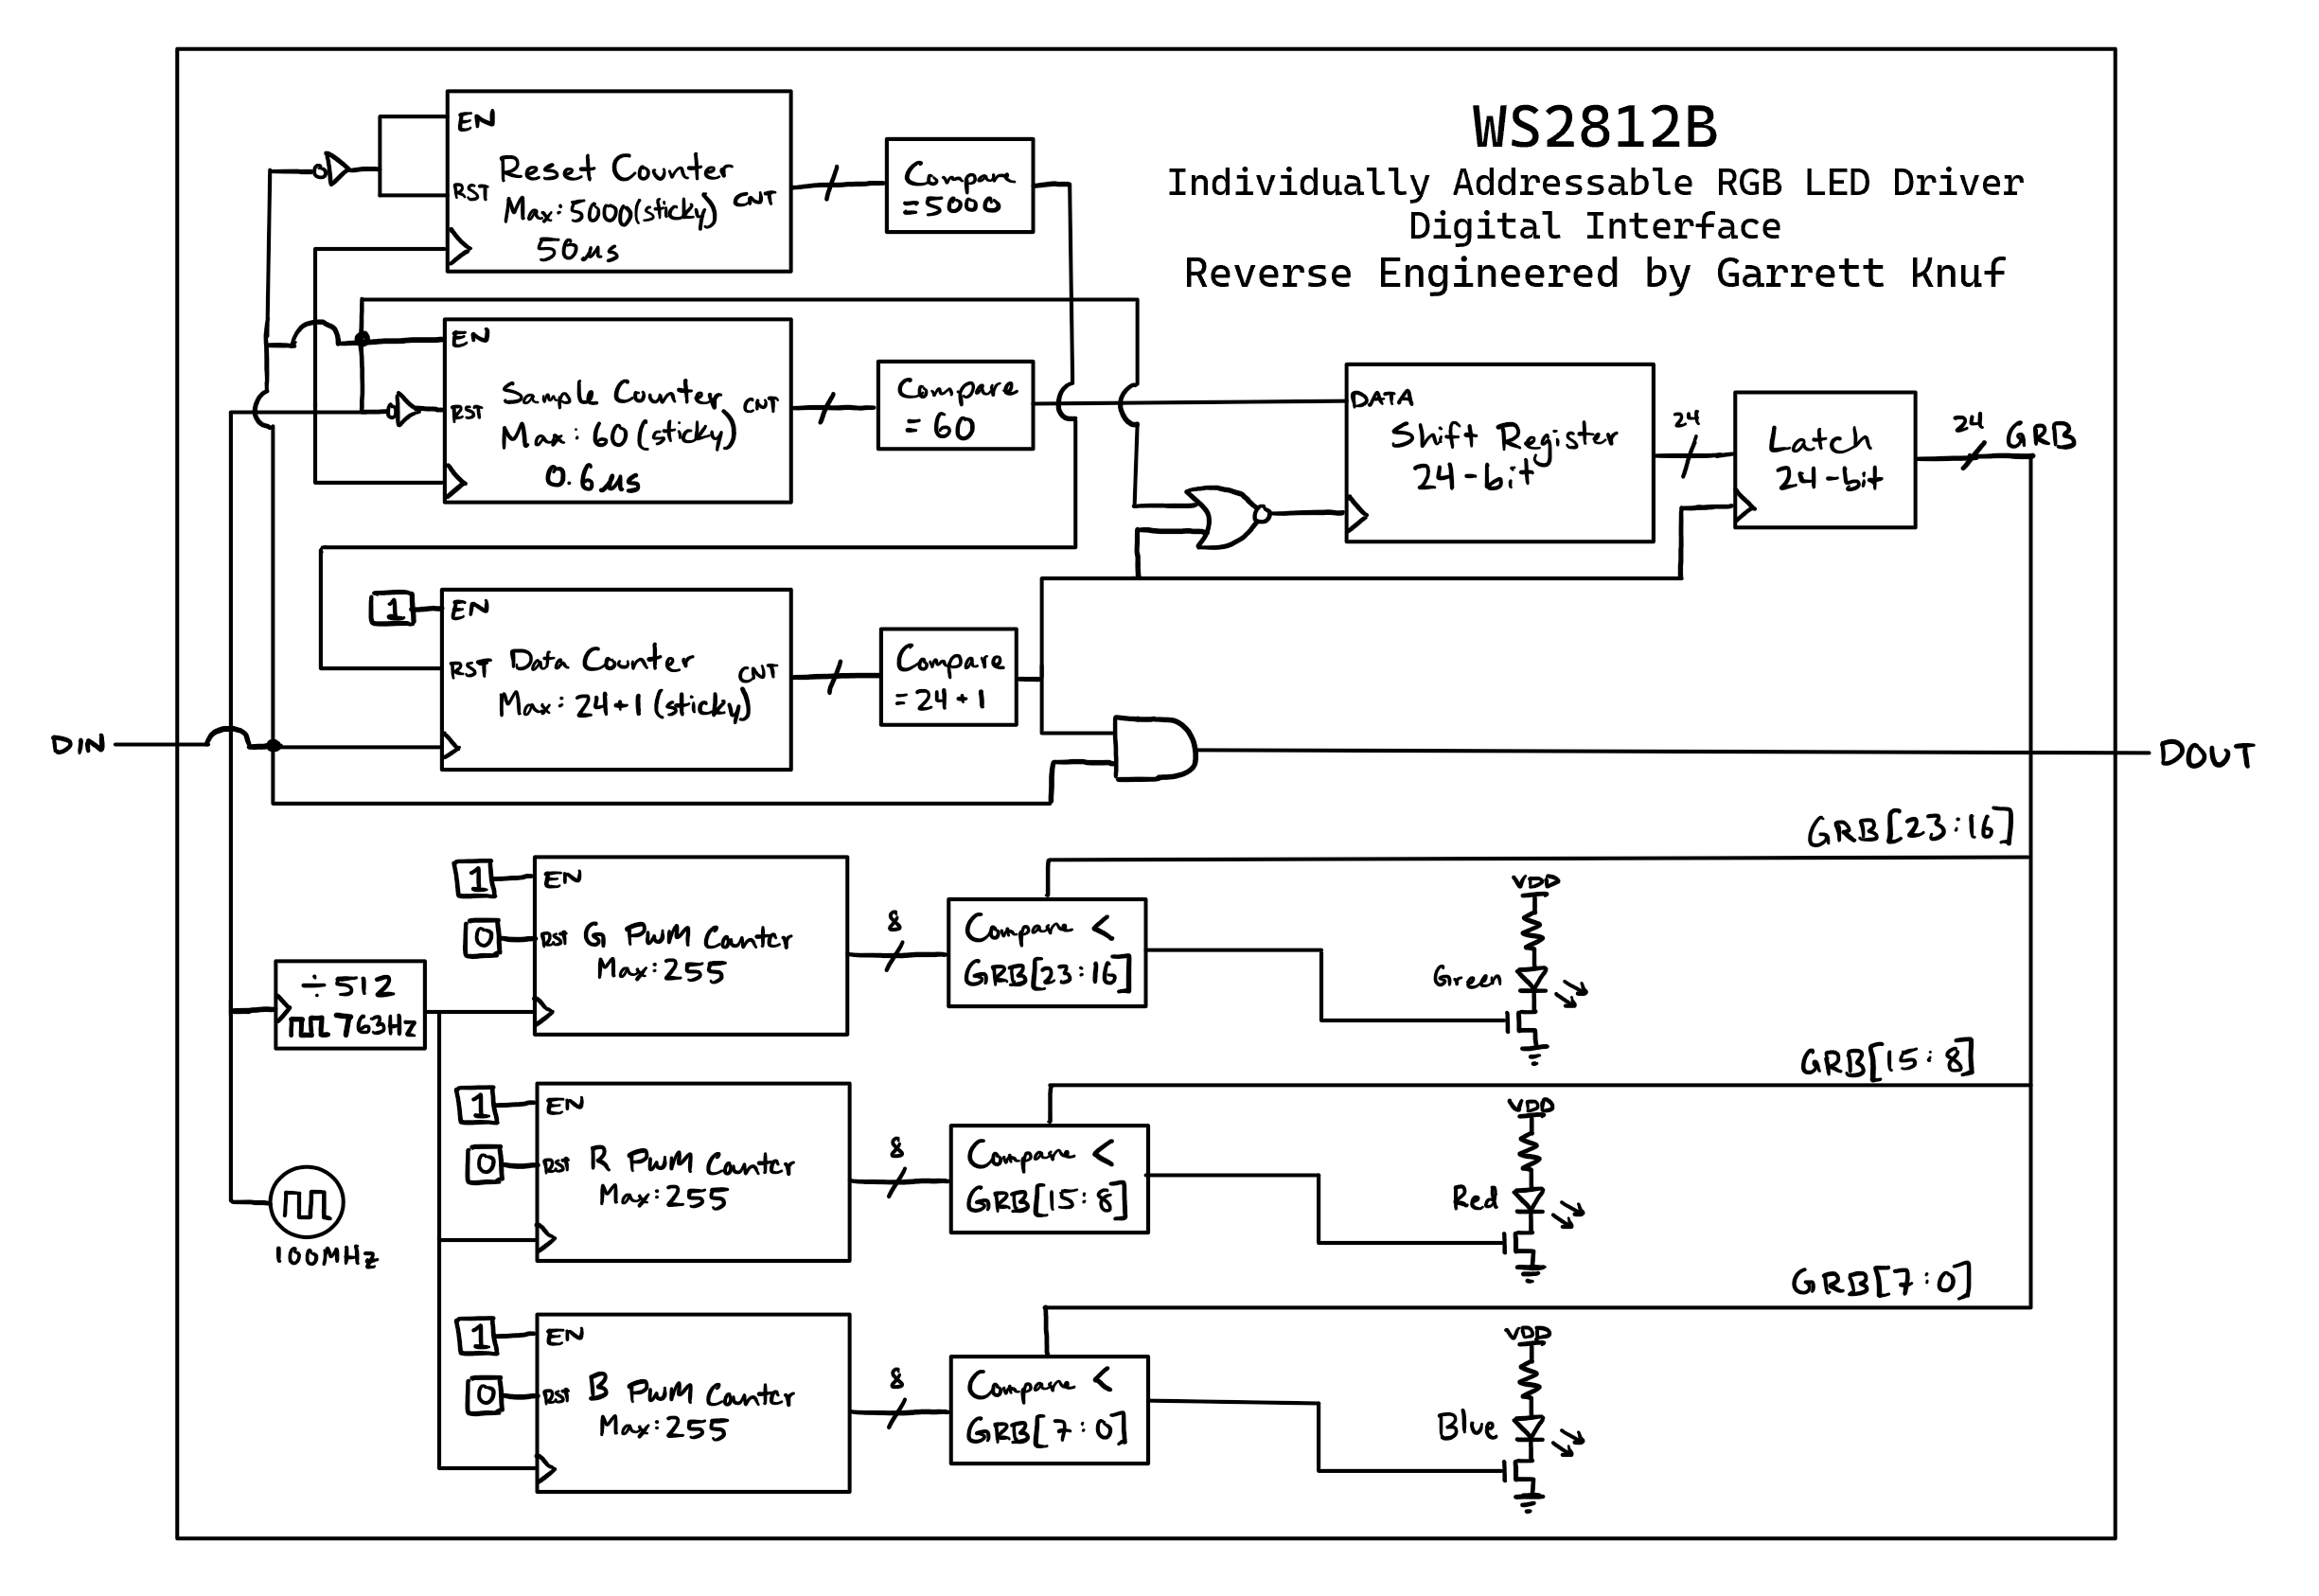 WS2812B
Individually Addressable RGB LED Driver
Digital Interface
Reverse Engineered by Garrett Knuf
EN
RST
Reset Counter
Max: 5000 (sticky)
50µs
CNT
Compare
= 5000
EN
RST
Sample Counter
Max: 60 (sticky)
0.6µs
CNT
Compare
= 60
DATA
Shift Register
24-bit
24
Latch
24-bit
24
GRB
1
EN
RST
Data Counter
Max: 24+1 (sticky)
CNT
Compare
= 24+1
DIN
DOUT
GRB[23:16]
1
EN
0
RST
G PWM Counter
Max: 255
8
Compare <
GRB[23:16]
VDD
Green
÷512
763Hz
GRB[15:8]
1
EN
0
RST
R PWM Counter
Max: 255
8
Compare <
GRB[15:8]
VDD
Red
100MHz
GRB[7:0]
1
EN
0
RST
B PWM Counter
Max: 255
8
Compare <
GRB[7:0]
VDD
Blue